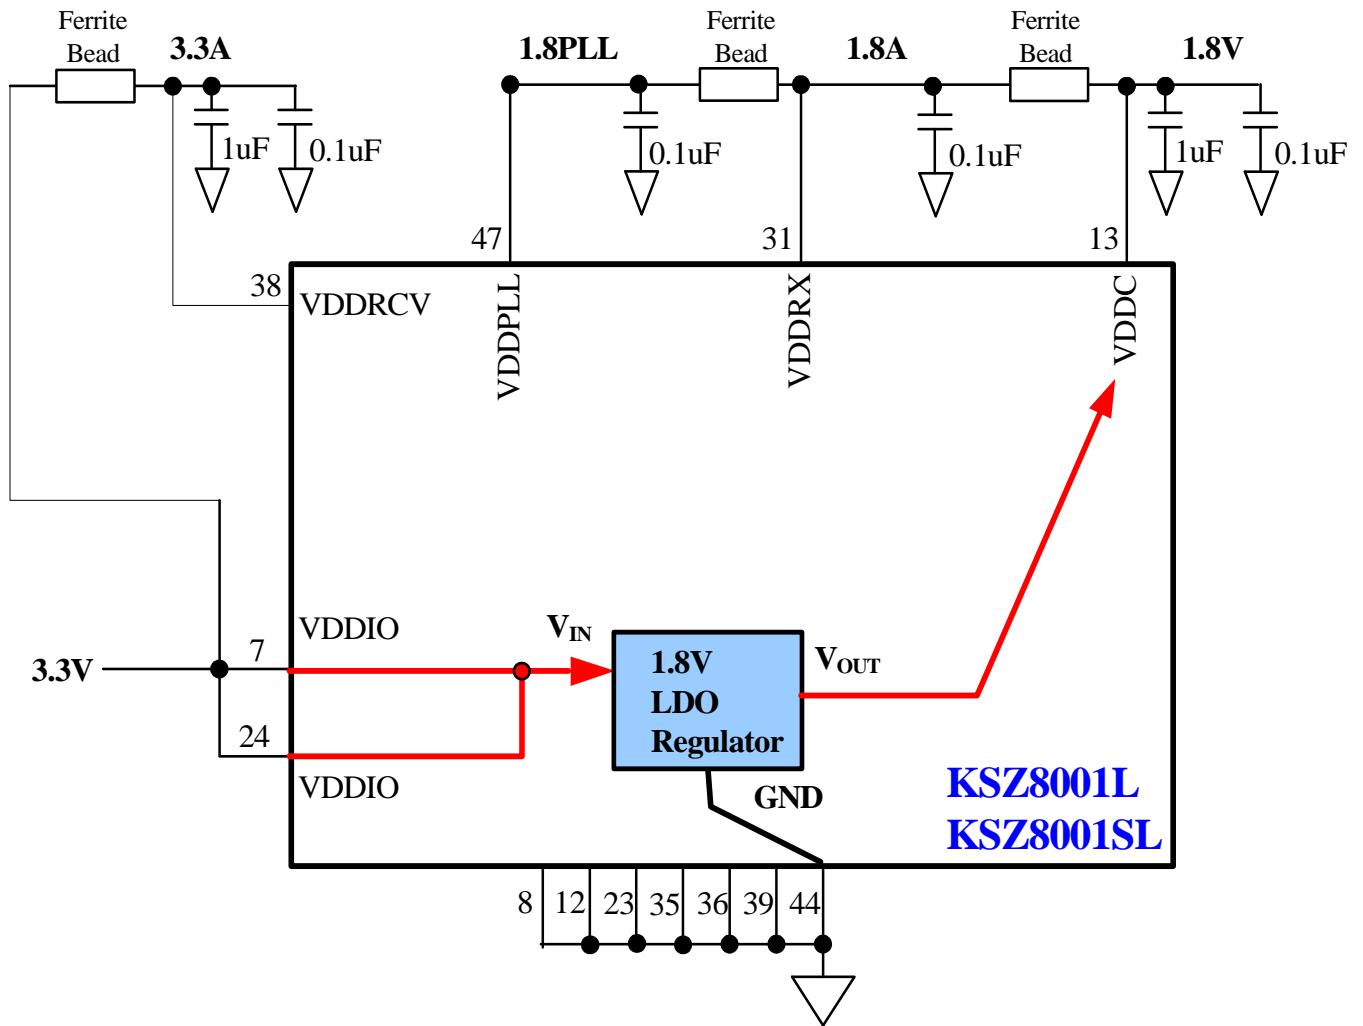 Ferrite
Bead
3.3A
1.8PLL
Ferrite
Bead
1.8A
Ferrite
Bead
1.8V
1uF
0.1uF
0.1uF
0.1uF
1uF
0.1uF
47
31
13
38
VDDRCV
VDDPLL
VDDRX
VDDC
3.3V
7
VDDIO
24
VDDIO
VIN
1.8V
LDO
Regulator
VOUT
GND
KSZ8001L
KSZ8001SL
8
12
23
35
36
39
44